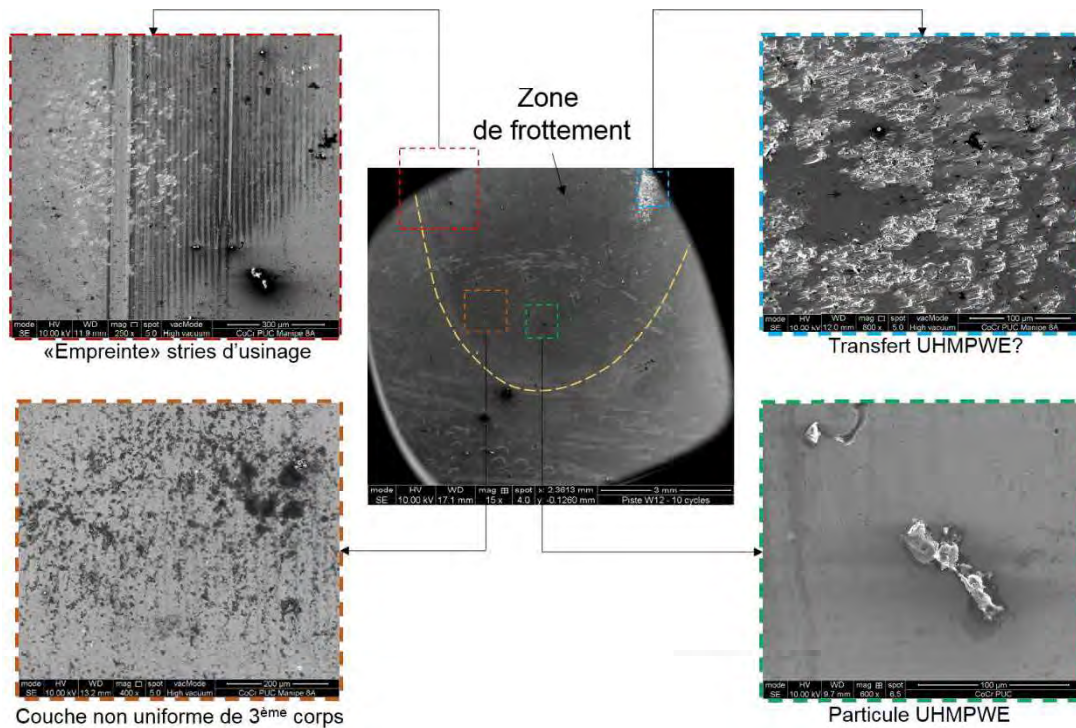 Zone
de frottement
mode HV WD mag spot vacMode 300 µm
SE 10.00 kV 11.9 mm 250 x 5.0 High vacuum CoCr PUC Manipe 8A
«Empreinte» stries d’usinage
mode HV WD mag spot vacMode 100 µm
SE 10.00 kV 12.0 mm 800 x 5.0 High vacuum CoCr PUC Manipe 8A
Transfert UHMPWE?
mode HV WD mag spot x: 2.3613 mm 3 mm
SE 10.00 kV 17.1 mm 15 x 4.0 y: -0.1260 mm Piste W12 - 10 cycles
mode HV WD mag spot vacMode 200 µm
SE 10.00 kV 13.2 mm 400 x 5.0 High vacuum CoCr PUC Manipe 8A
Couche non uniforme de 3ème corps
mode HV WD mag spot 100 µm
SE 10.00 kV 9.7 mm 600 x 6.5 CoCr PUC
Particule UHMPWE